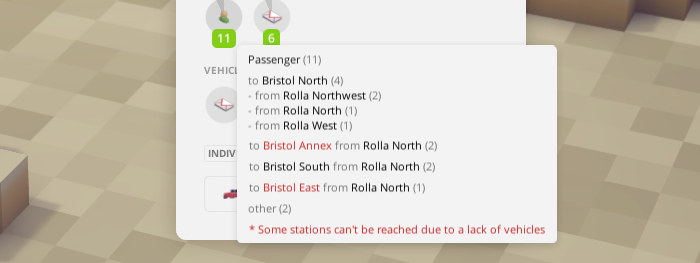 11 6
Passenger (11)
VEHICL
to Bristol North (4)
- from Rolla Northwest (2)
- from Rolla North (1)
- from Rolla West (1)
to Bristol Annex from Rolla North (2)
INDIV
to Bristol South from Rolla North (2)
to Bristol East from Rolla North (1)
other (2)
* Some stations can't be reached due to a lack of vehicles